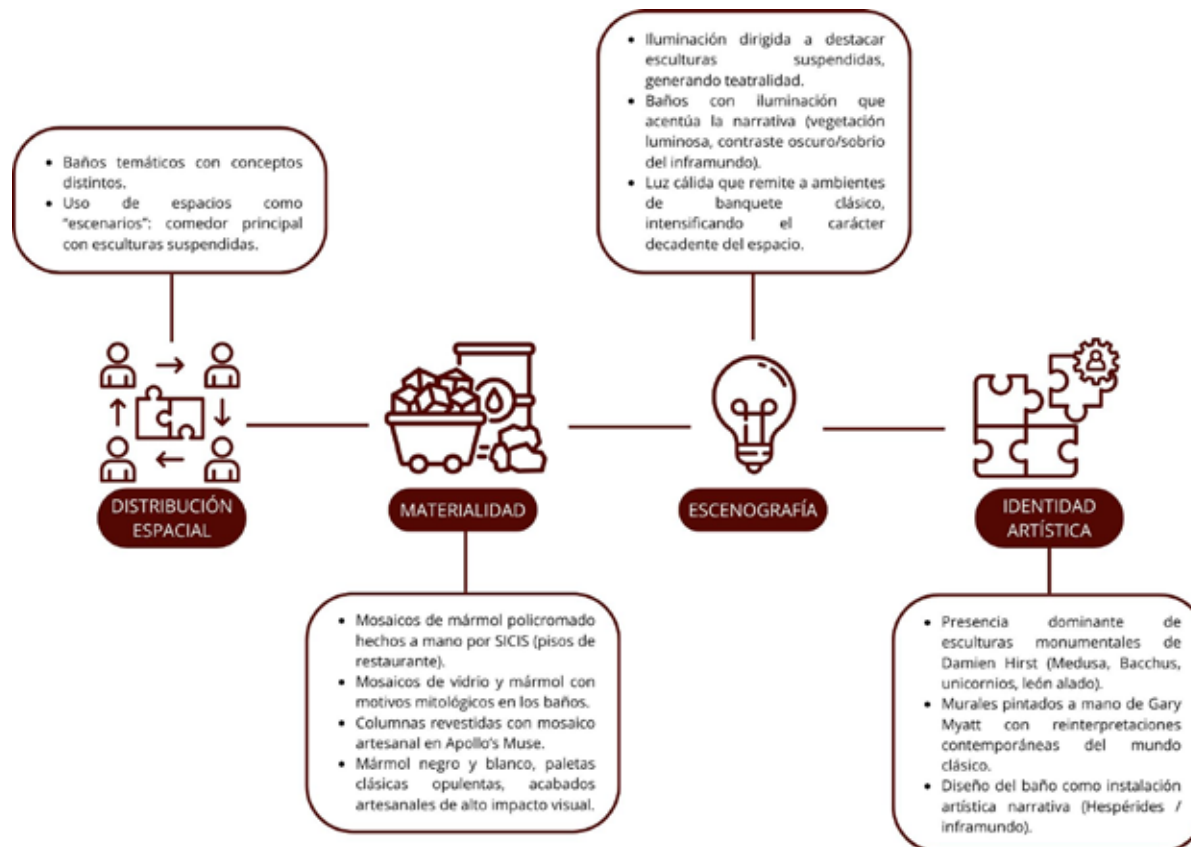 • Baños temáticos con conceptos
distintos.
• Uso de espacios como
“escenarios”: comedor principal
con esculturas suspendidas.
DISTRIBUCIÓN
ESPACIAL
MATERIALIDAD
• Mosaicos de mármol policromado
hechos a mano por SICIS (pisos de
restaurante).
• Mosaicos de vidrio y mármol con
motivos mitológicos en los baños.
• Columnas revestidas con mosaico
artesanal en Apollo’s Muse.
• Mármol negro y blanco, paletas
clásicas opulentas, acabados
artesanales de alto impacto visual.
• Iluminación dirigida a destacar
esculturas suspendidas,
generando teatralidad.
• Baños con iluminación que
acentúa la narrativa (vegetación
luminosa, contraste oscuro/sobrio
del inframundo).
• Luz cálida que remite a ambientes
de banquete clásico,
intensificando el carácter
decadente del espacio.
ESCENOGRAFÍA
IDENTIDAD
ARTÍSTICA
• Presencia dominante de
esculturas monumentales de
Damien Hirst (Medusa, Bacchus,
unicornios, león alado).
• Murales pintados a mano de Gary
Myatt con reinterpretaciones
contemporáneas del mundo
clásico.
• Diseño del baño como instalación
artística narrativa (Hespérides /
inframundo).